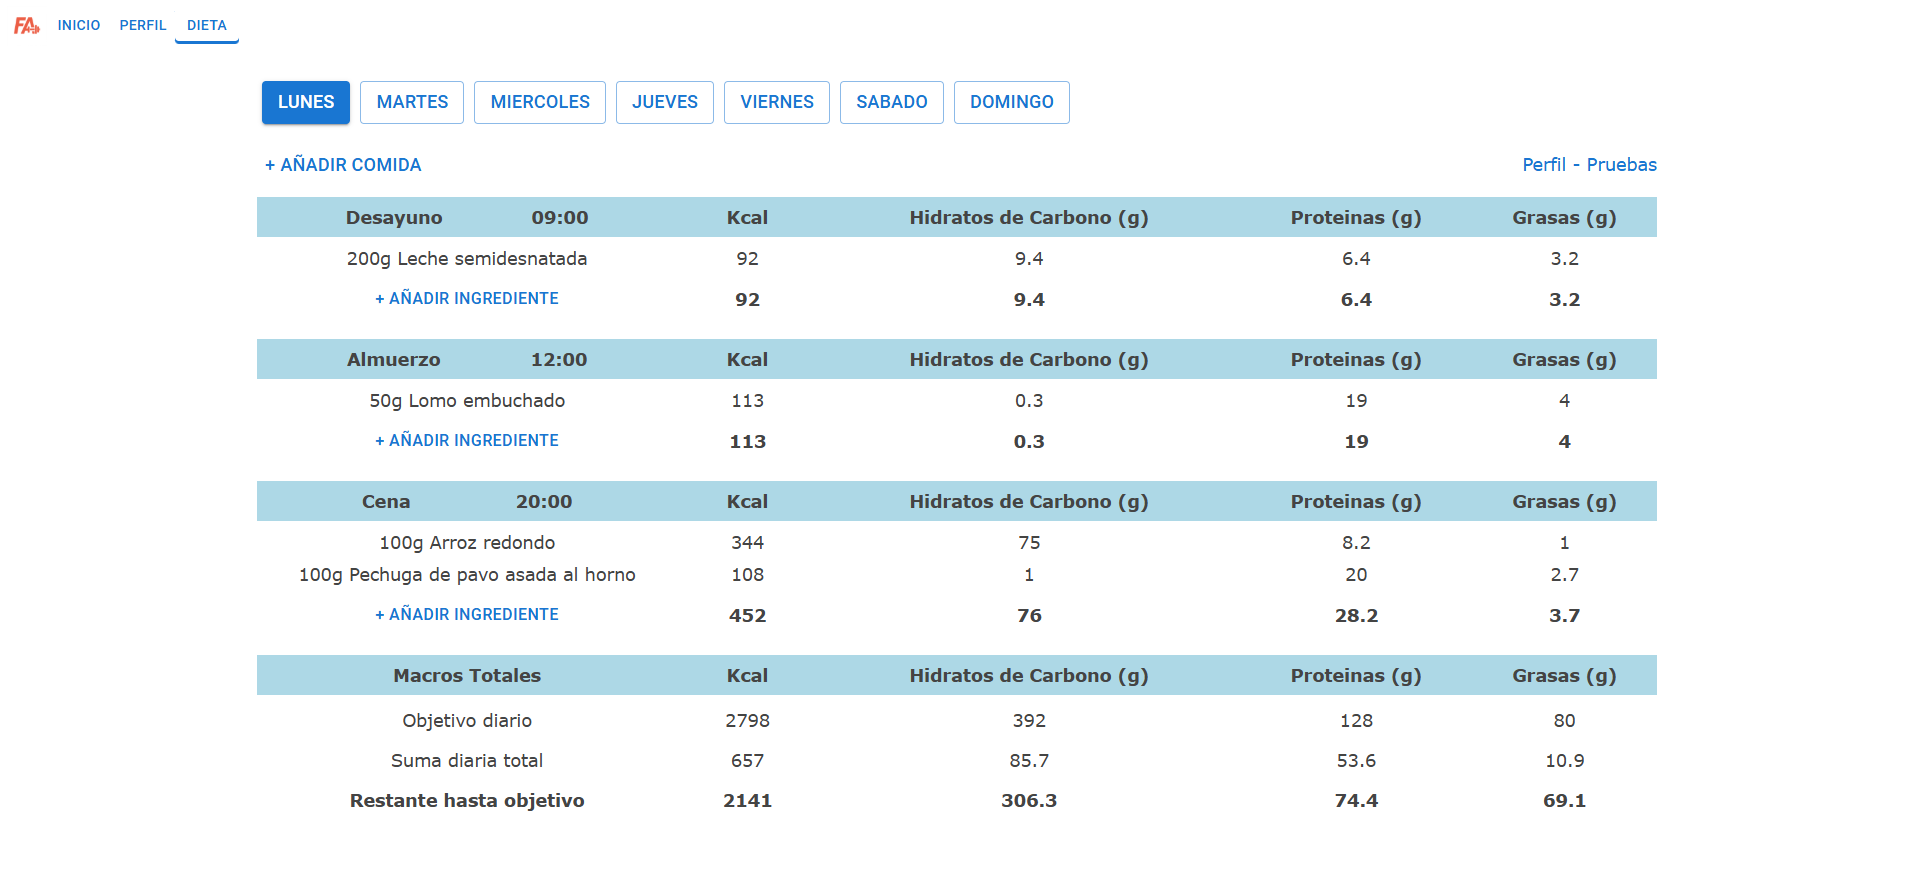 FA INICIO PERFIL DIETA
LUNES MARTES MIERCOLES JUEVES VIERNES SABADO DOMINGO
+ AÑADIR COMIDA Perfil - Pruebas
Desayuno 09:00 Kcal Hidratos de Carbono (g) Proteinas (g) Grasas (g)
200g Leche semidesnatada 92 9.4 6.4 3.2
+ AÑADIR INGREDIENTE 92 9.4 6.4 3.2
Almuerzo 12:00 Kcal Hidratos de Carbono (g) Proteinas (g) Grasas (g)
50g Lomo embuchado 113 0.3 19 4
+ AÑADIR INGREDIENTE 113 0.3 19 4
Cena 20:00 Kcal Hidratos de Carbono (g) Proteinas (g) Grasas (g)
100g Arroz redondo 344 75 8.2 1
100g Pechuga de pavo asada al horno 108 1 20 2.7
+ AÑADIR INGREDIENTE 452 76 28.2 3.7
Macros Totales Kcal Hidratos de Carbono (g) Proteinas (g) Grasas (g)
Objetivo diario 2798 392 128 80
Suma diaria total 657 85.7 53.6 10.9
Restante hasta objetivo 2141 306.3 74.4 69.1